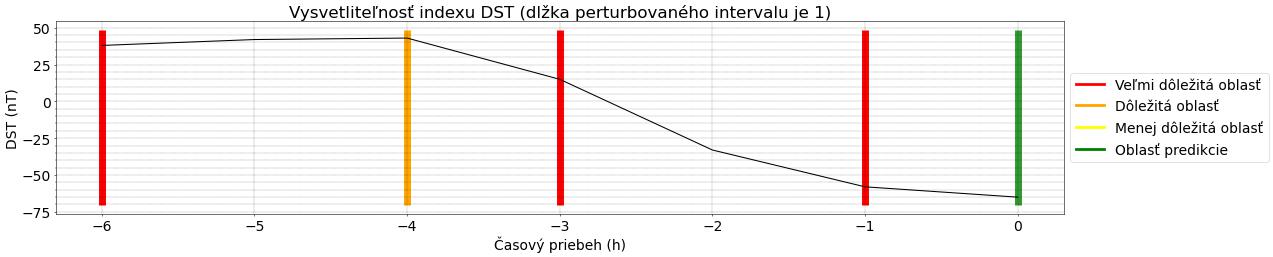 Vysvetliteľnosť indexu DST (dĺžka perturbovaného intervalu je 1)
50
25
0
−25
−50
−75
DST (nT)
−6 −5 −4 −3 −2 −1 0
Časový priebeh (h)
Veľmi dôležitá oblasť
Dôležitá oblasť
Menej dôležitá oblasť
Oblasť predikcie